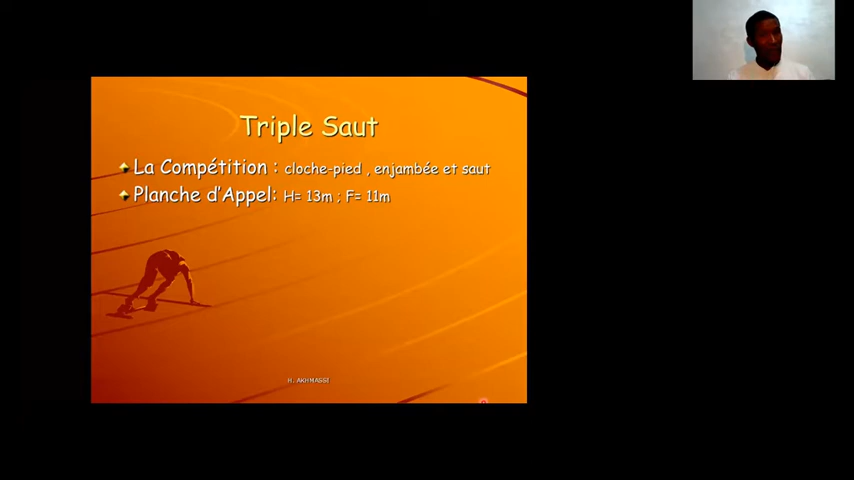 Triple Saut
La Compétition : cloche-pied , enjambée et saut
Planche d'Appel: H= 13m ; F= 11m
H. AKHMASSI